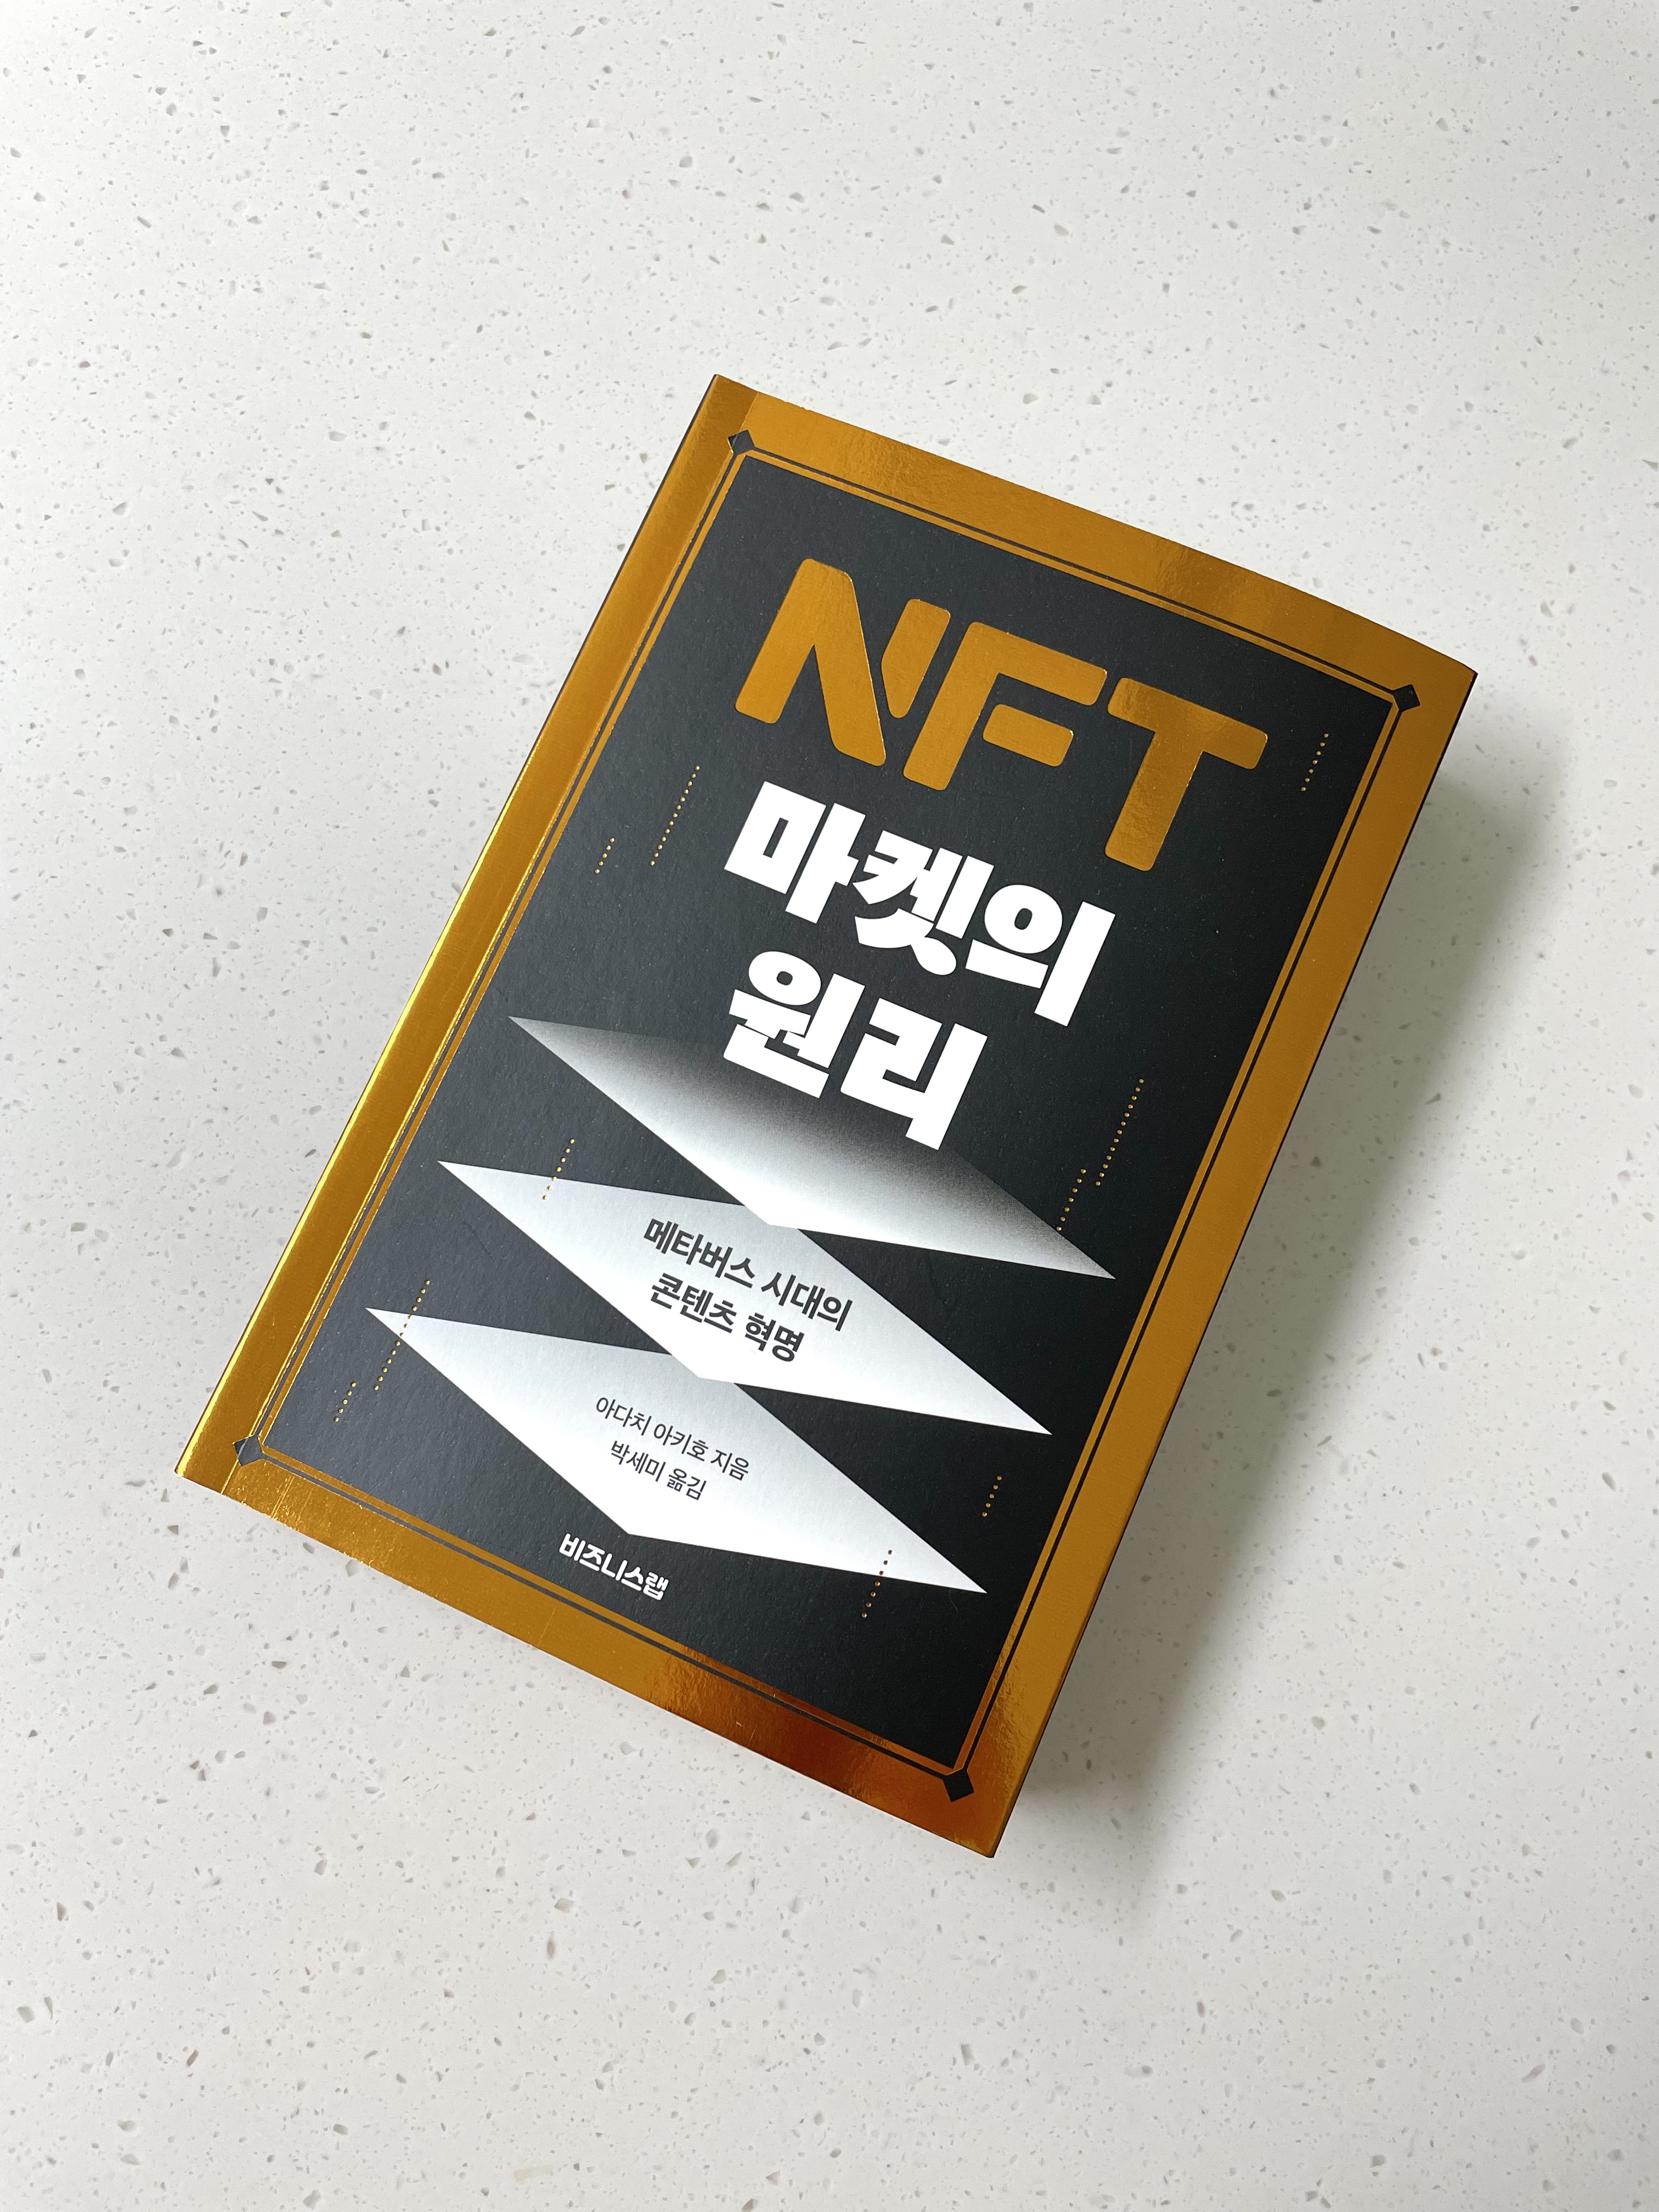 NFT
마켓의
원리
메타버스 시대의
콘텐츠 혁명
아다치 아키호 지음
박세미 옮김
비즈니스랩